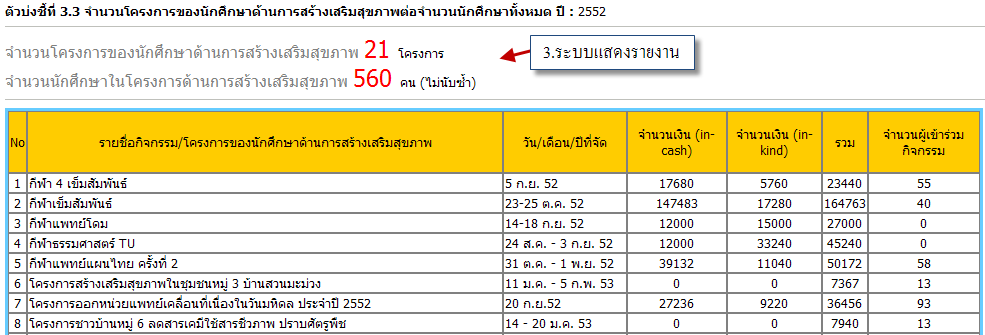 ตัวบ่งชี้ที่ 3.3 จำนวนโครงการของนักศึกษาด้านการสร้างเสริมสุขภาพต่อจำนวนนักศึกษาทั้งหมด ปี : 2552
จำนวนโครงการของนักศึกษาด้านการสร้างเสริมสุขภาพ 21 โครงการ
3.ระบบแสดงรายงาน
จำนวนนักศึกษาในโครงการด้านการสร้างเสริมสุขภาพ 560 คน (ไม่นับซ้ำ)
No รายชื่อกิจกรรม/โครงการของนักศึกษาด้านการสร้างเสริมสุขภาพ วัน/เดือน/ปีที่จัด จำนวนเงิน (in-cash) จำนวนเงิน (in-kind) รวม จำนวนผู้เข้าร่วมกิจกรรม
1 กีฬา 4 เข็มสัมพันธ์ 5 ก.ย. 52 17680 5760 23440 55
2 กีฬาเข็มสัมพันธ์ 23-25 ต.ค. 52 147483 17280 164763 40
3 กีฬาแพทย์โดม 14-18 ก.ย. 52 12000 15000 27000 0
4 กีฬาธรรมศาสตร์ TU 24 ส.ค. - 3 ก.ย. 52 12000 33240 45240 0
5 กีฬาแพทย์แผนไทย ครั้งที่ 2 31 ต.ค. - 1 พ.ย. 52 39132 11040 50172 58
6 โครงการสร้างเสริมสุขภาพในชุมชนหมู่ 3 บ้านสวนมะม่วง 11 ม.ค. - 5 ก.พ. 53 0 0 7367 13
7 โครงการออกหน่วยแพทย์เคลื่อนที่เนื่องในวันมหิดล ประจำปี 2552 20 ก.ย.52 27236 9220 36456 93
8 โครงการชาวบ้านหมู่ 6 ลดสารเคมีใช้สารชีวภาพ ปราบศัตรูพืช 14 - 20 ม.ค. 53 0 0 7940 13